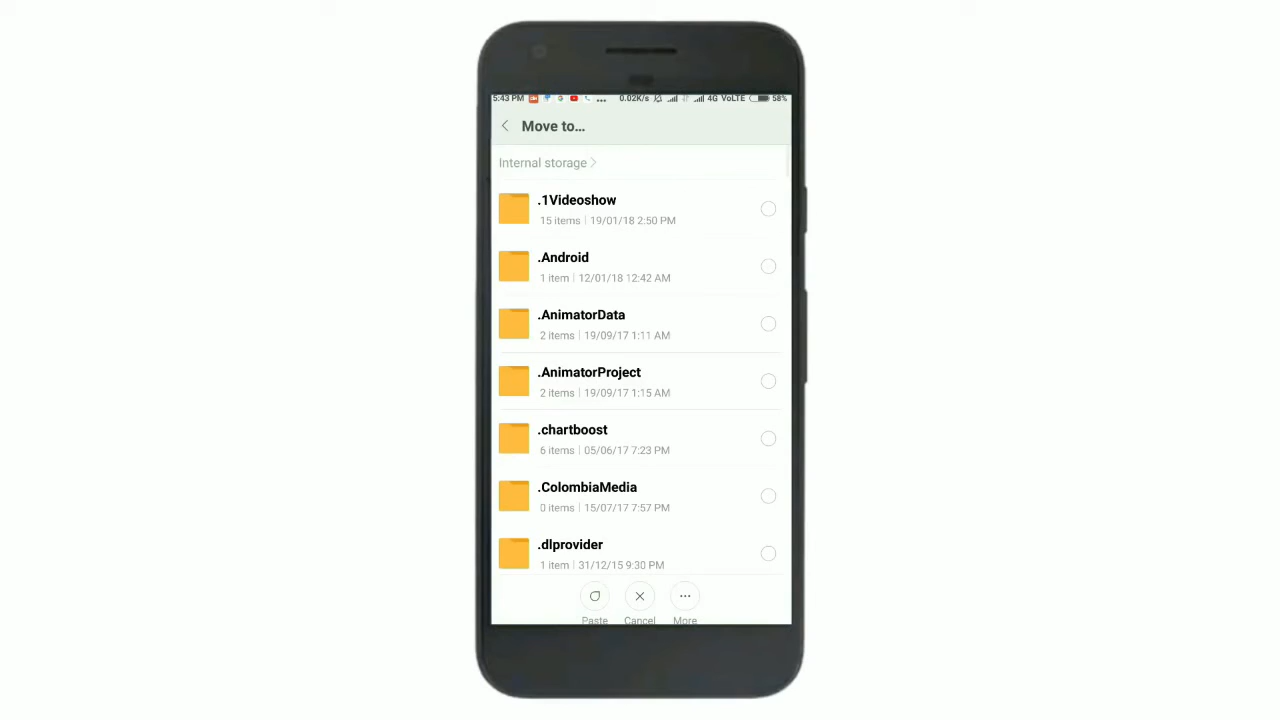 5:43 PM ... 0.02K/s 4G VoLTE 58%
Move to...
Internal storage
.1Videoshow
15 items | 19/01/18 2:50 PM
.Android
1 item | 12/01/18 12:42 AM
.AnimatorData
2 items | 19/09/17 1:11 AM
.AnimatorProject
2 items | 19/09/17 1:15 AM
.chartboost
6 items | 05/06/17 7:23 PM
.ColombiaMedia
0 items | 15/07/17 7:57 PM
.dlprovider
1 item | 31/12/15 9:30 PM
Paste Cancel More